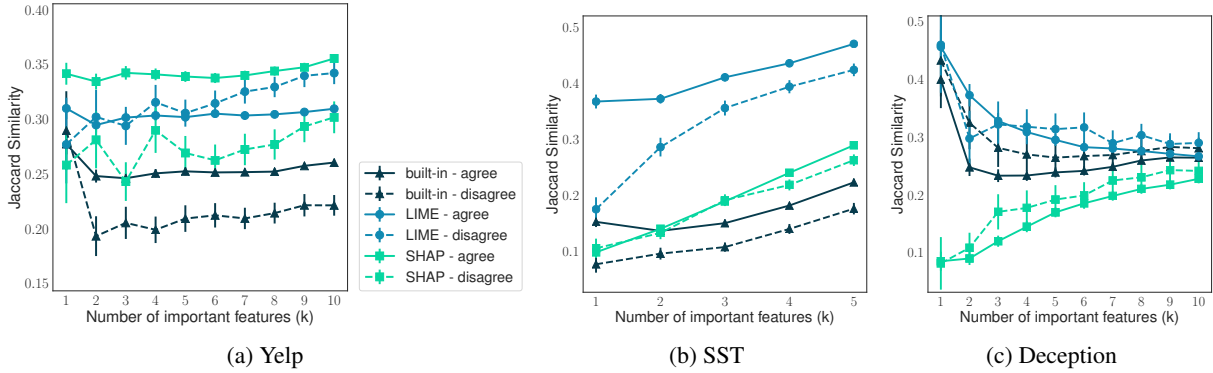 0.40
0.35
0.30
0.25
0.20
0.15
Jaccard Similarity
1 2 3 4 5 6 7 8 9 10
Number of important features (k)
(a) Yelp
built-in - agree
built-in - disagree
LIME - agree
LIME - disagree
SHAP - agree
SHAP - disagree
0.5
0.4
0.3
0.2
0.1
Jaccard Similarity
1 2 3 4 5
Number of important features (k)
(b) SST
0.5
0.4
0.3
0.2
0.1
Jaccard Similarity
1 2 3 4 5 6 7 8 9 10
Number of important features (k)
(c) Deception